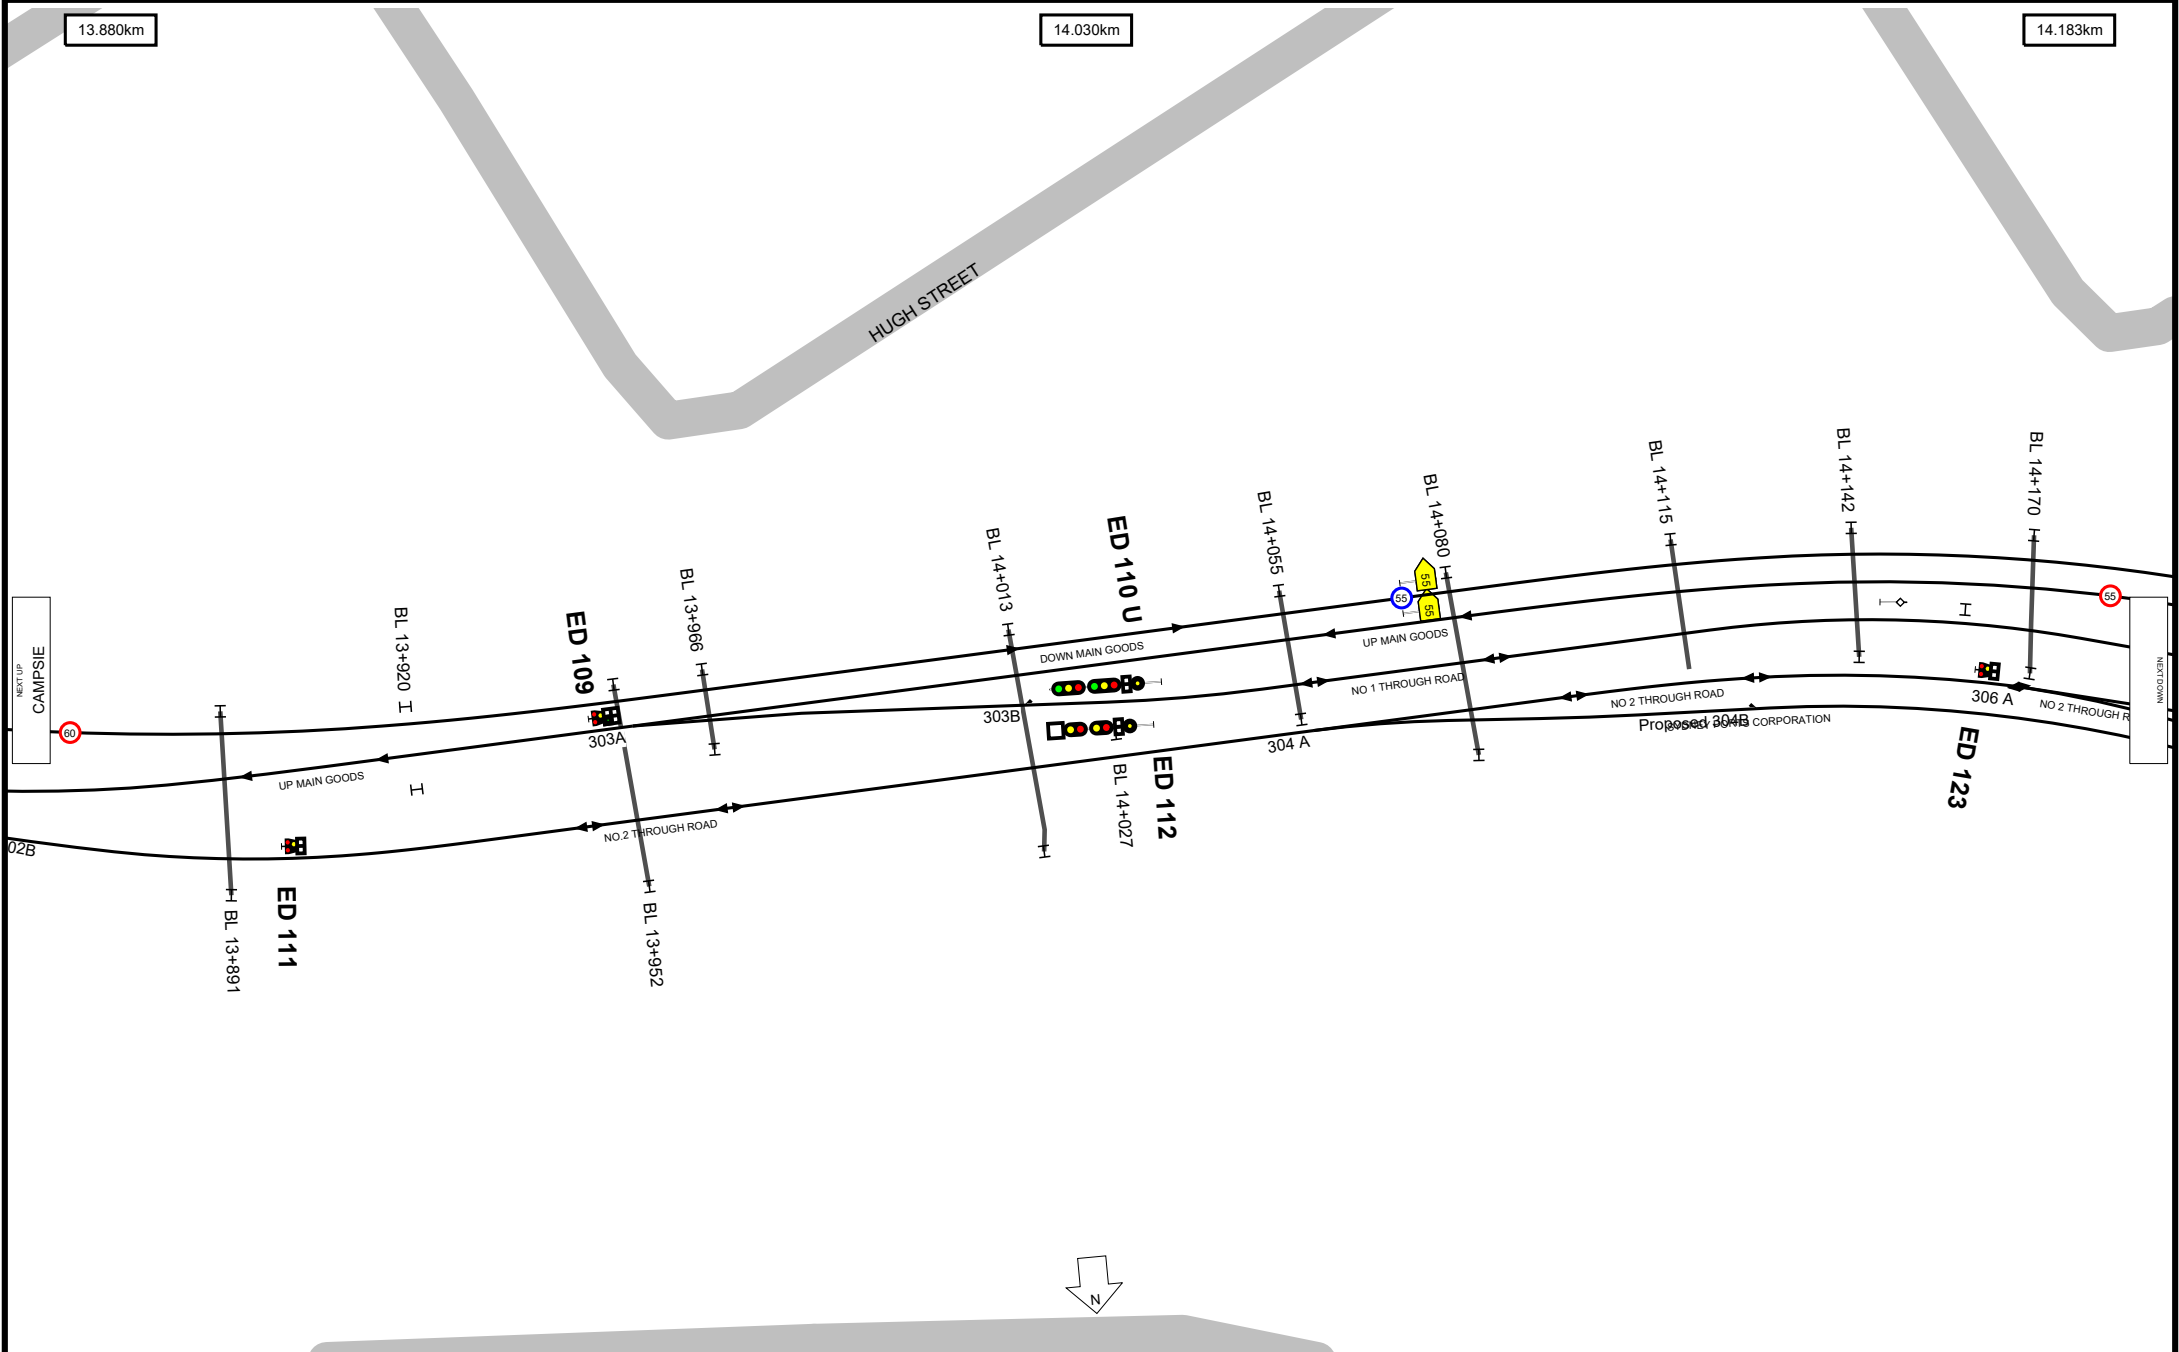 13.880km
14.030km
14.183km
HUGH STREET
BL 14+170
BL 14+142
BL 14+115
BL 14+080
BL 14+055
ED 110 U
BL 14+013
BL 13+966
BL 13+920
ED 109
55
55
55
55
NEXT UP
CAMPSIE
60
303A
303B
DOWN MAIN GOODS
UP MAIN GOODS
NO 1 THROUGH ROAD
NO 2 THROUGH ROAD
Proposed 304B
SYDNEY PORTS CORPORATION
306 A
NO 2 THROUGH R
NEXT DOWN
304 A
UP MAIN GOODS
NO.2 THROUGH ROAD
02B
ED 123
ED 112
BL 14+027
ED 111
BL 13+891
BL 13+952
N